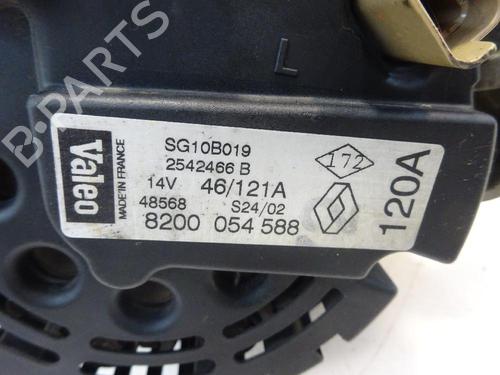 L
Valeo
MADE IN FRANCE
SG10B019
2542466 B
14V 46/121A
48568 S24/02
8200 054 588
172
120A
B-PARTS